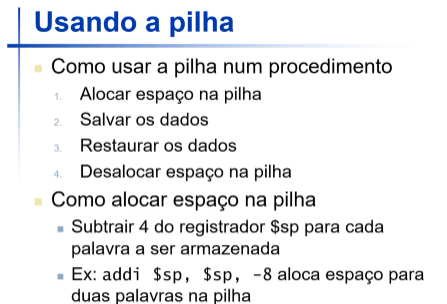 Usando a pilha
Como usar a pilha num procedimento
1. Alocar espaço na pilha
2. Salvar os dados
3. Restaurar os dados
4. Desalocar espaço na pilha
Como alocar espaço na pilha
Subtrair 4 do registrador $sp para cada
palavra a ser armazenada
Ex: addi $sp, $sp, -8 aloca espaço para
duas palavras na pilha